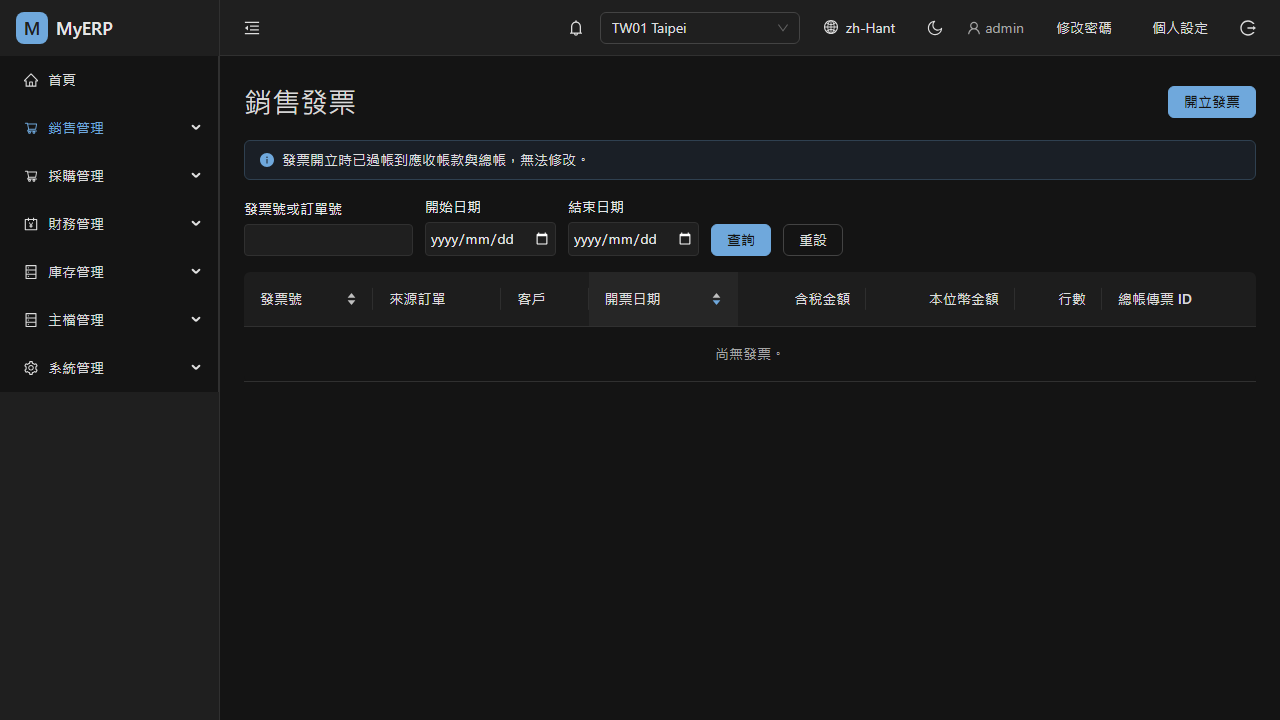 M MyERP
TW01 Taipei
zh-Hant
admin
修改密碼
個人設定
首頁
銷售管理
採購管理
財務管理
庫存管理
主檔管理
系統管理
銷售發票
開立發票
發票開立時已過帳到應收帳款與總帳，無法修改。
發票號或訂單號
開始日期
結束日期
yyyy/mm/dd
yyyy/mm/dd
查詢
重設
發票號 來源訂單 客戶 開票日期 含稅金額 本位幣金額 行數 總帳傳票 ID
尚無發票。